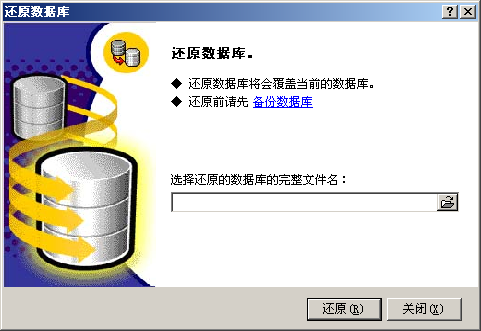 还原数据库
还原数据库。
◆ 还原数据库将会覆盖当前的数据库。
◆ 还原前请先 备份数据库
选择还原的数据库的完整文件名：
还原(R) 关闭(X)